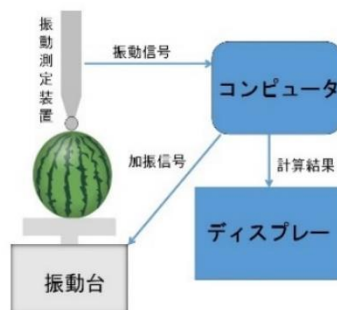 振動測定装置
振動信号
コンピュータ
加振信号
計算結果
ディスプレー
振動台